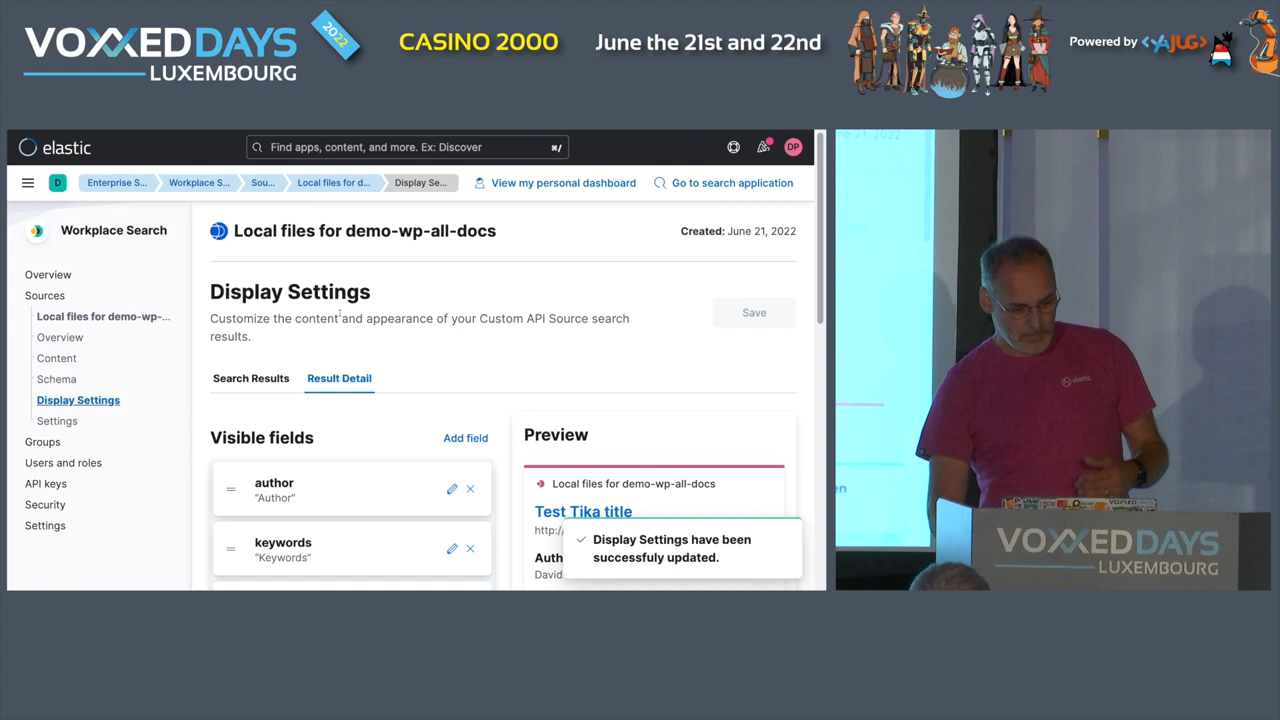 VOXXED DAYS
LUXEMBOURG
2022
CASINO 2000
June the 21st and 22nd
Powered by <YAJUG>
elastic
Find apps, content, and more. Ex: Discover
⌘/
DP
D
Enterprise S...
Workplace S...
Sou...
Local files for d...
Display Se...
View my personal dashboard
Go to search application
Workplace Search
Overview
Sources
Local files for demo-wp-...
Overview
Content
Schema
Display Settings
Settings
Groups
Users and roles
API keys
Security
Settings
Local files for demo-wp-all-docs
Created: June 21, 2022
Display Settings
Customize the content and appearance of your Custom API Source search
results.
Save
Search Results
Result Detail
Visible fields
Add field
author
"Author"
keywords
"Keywords"
Preview
Local files for demo-wp-all-docs
Test Tika title
http:/
Auth
David
Display Settings have been
successfuly updated.
elastic
VOXXED DAYS
LUXEMBOURG